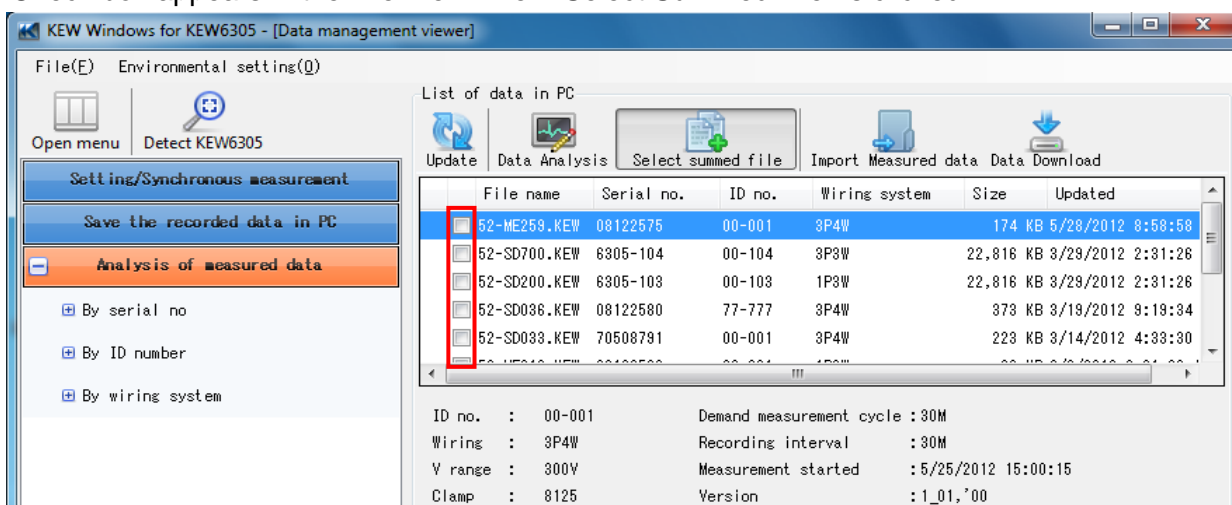 KEW Windows for KEW6305 - [Data management viewer]
File(F) Environmental setting(O)
Open menu Detect KEW6305
Setting/Synchronous measurement
Save the recorded data in PC
Analysis of measured data
By serial no
By ID number
By wiring system
List of data in PC
Update Data Analysis Select summed file Import Measured data Data Download
File name Serial no. ID no. Wiring system Size Updated
52-ME259.KEW 08122575 00-001 3P4W 174 KB 5/28/2012 8:58:58
52-SD700.KEW 6305-104 00-104 3P3W 22,816 KB 3/29/2012 2:31:26
52-SD200.KEW 6305-103 00-103 1P3W 22,816 KB 3/29/2012 2:31:26
52-SD036.KEW 08122580 77-777 3P4W 373 KB 3/19/2012 9:19:34
52-SD033.KEW 70508791 00-001 3P4W 223 KB 3/14/2012 4:33:30
ID no. : 00-001 Demand measurement cycle : 30M
Wiring : 3P4W Recording interval : 30M
V range : 300V Measurement started : 5/25/2012 15:00:15
Clamp : 8125 Version : 1_01,'00